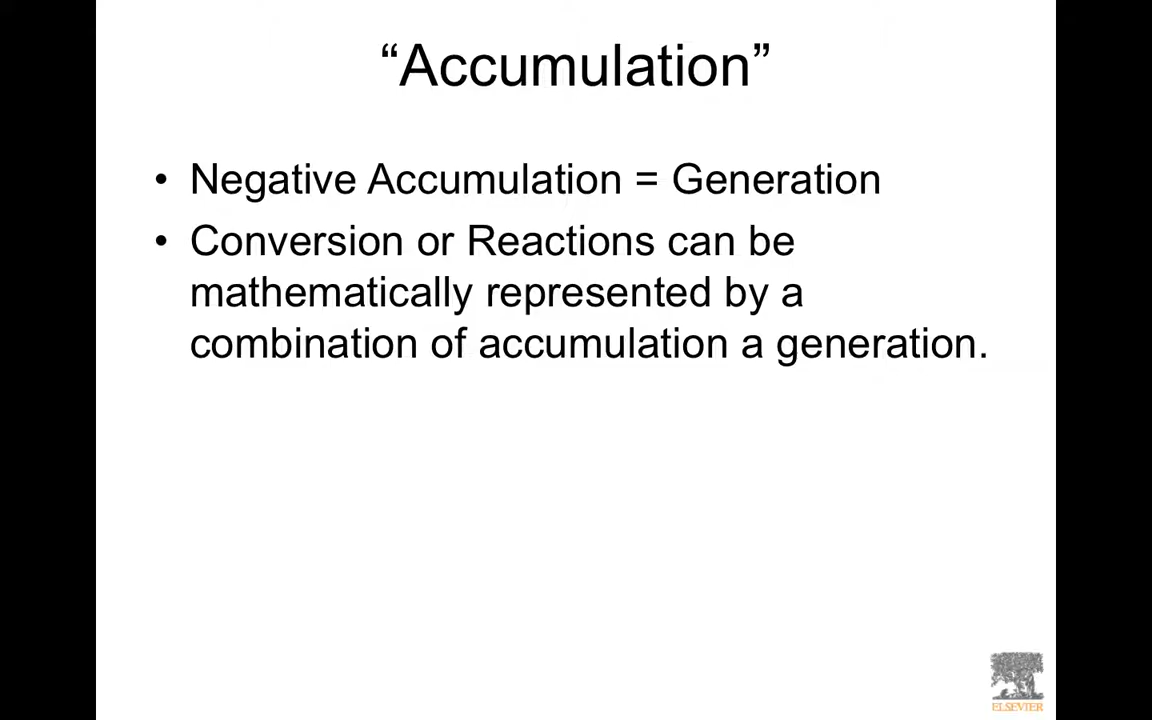 “Accumulation”
• Negative Accumulation = Generation
• Conversion or Reactions can be
mathematically represented by a
combination of accumulation a generation.
ELSEVIER